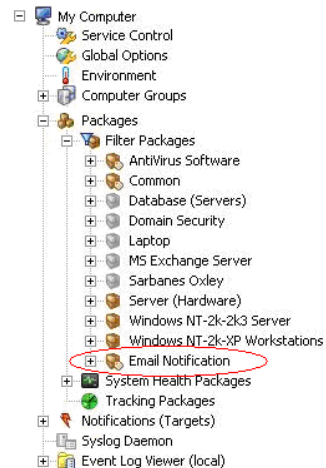 My Computer
Service Control
Global Options
Environment
Computer Groups
Packages
Filter Packages
AntiVirus Software
Common
Database (Servers)
Domain Security
Laptop
MS Exchange Server
Sarbanes Oxley
Server (Hardware)
Windows NT-2k-2k3 Server
Windows NT-2k-XP Workstations
Email Notification
System Health Packages
Tracking Packages
Notifications (Targets)
Syslog Daemon
Event Log Viewer (local)